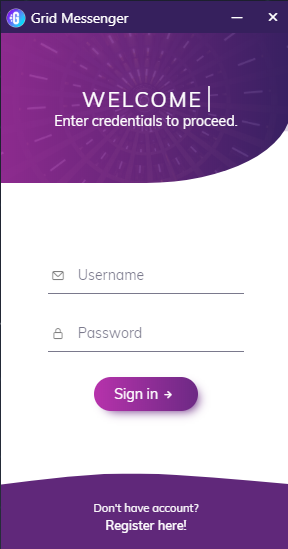 Grid Messenger
WELCOME
Enter credentials to proceed.
Username
Password
Sign in
Don't have account?
Register here!